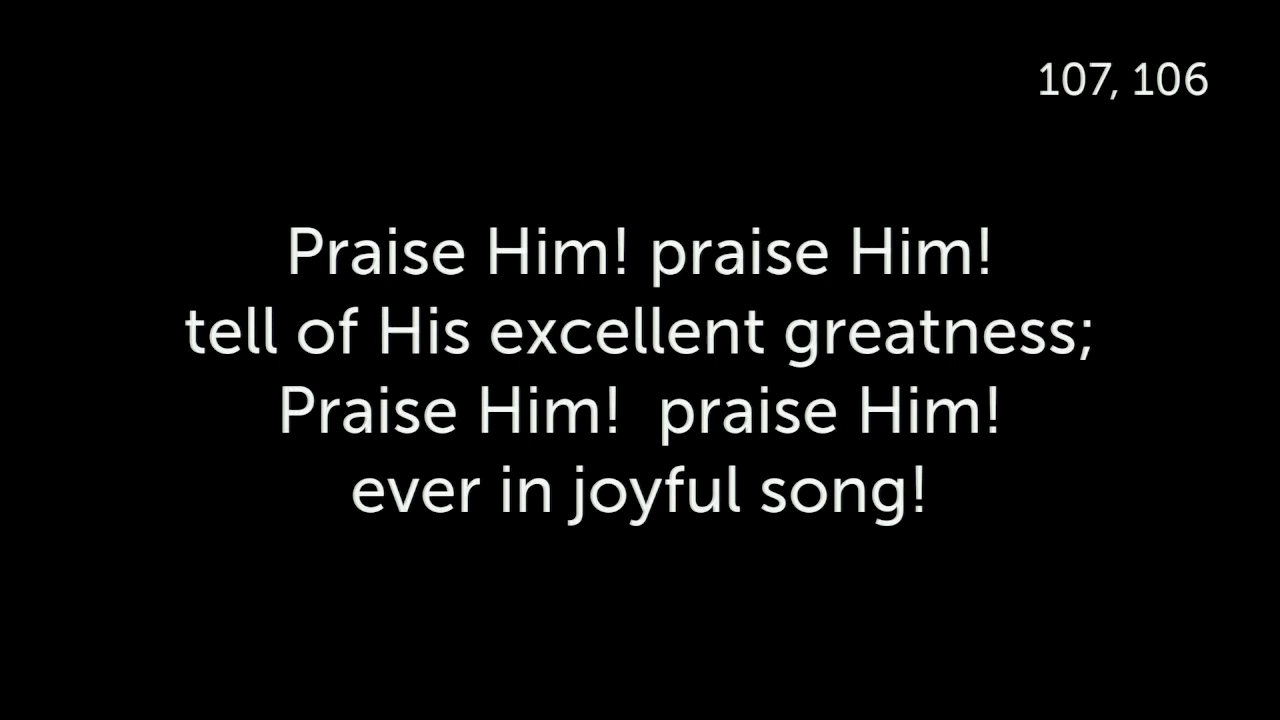 107, 106
Praise Him! praise Him!
tell of His excellent greatness;
Praise Him!  praise Him!
ever in joyful song!